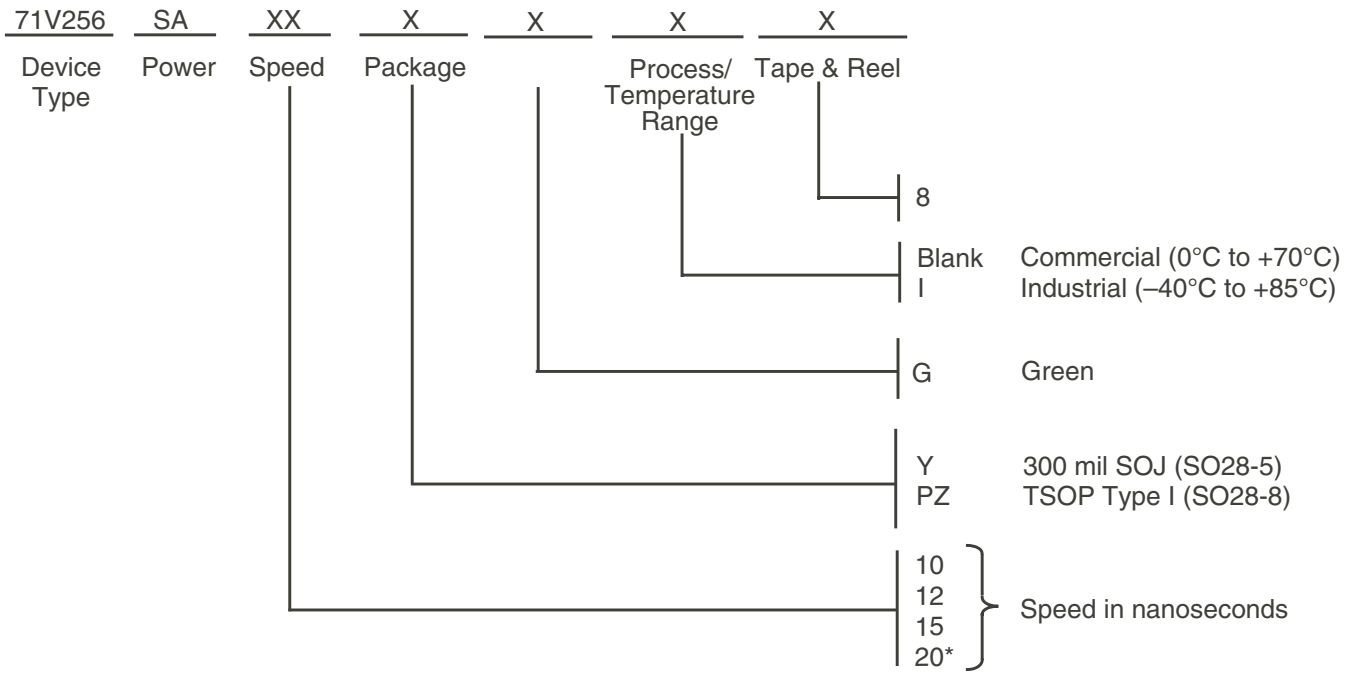 71V256 SA XX X X X X
Device Type Power Speed Package Process/ Temperature Range Tape & Reel
8
Blank Commercial (0°C to +70°C)
I Industrial (–40°C to +85°C)
G Green
Y 300 mil SOJ (SO28-5)
PZ TSOP Type I (SO28-8)
10
12
15
20*
Speed in nanoseconds